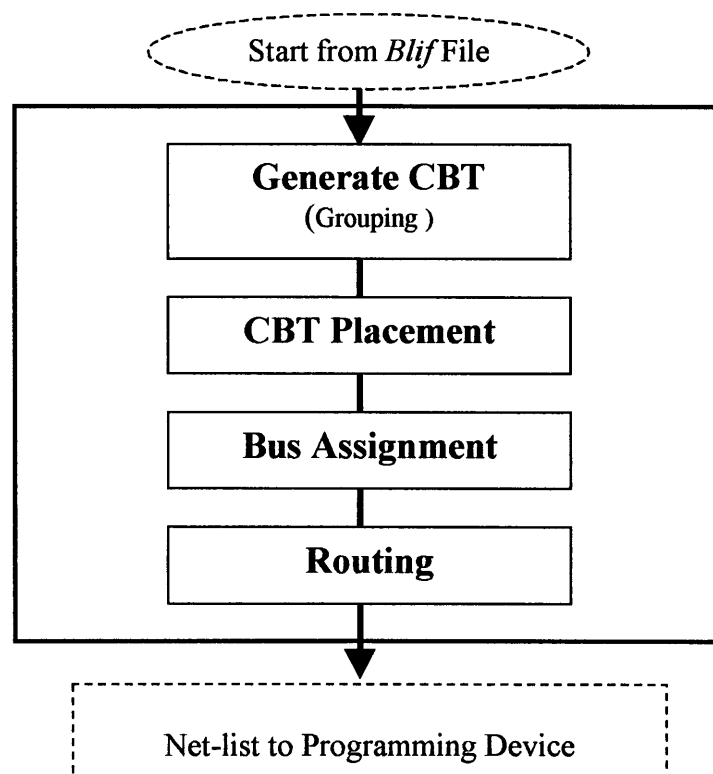 Start from Blif File
Generate CBT
(Grouping )
CBT Placement
Bus Assignment
Routing
Net-list to Programming Device